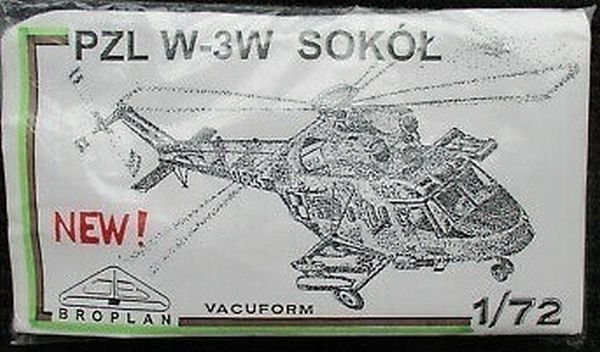 PZL W-3W SOKÓŁ
NEW!
BROPLAN
VACUFORM
1/72